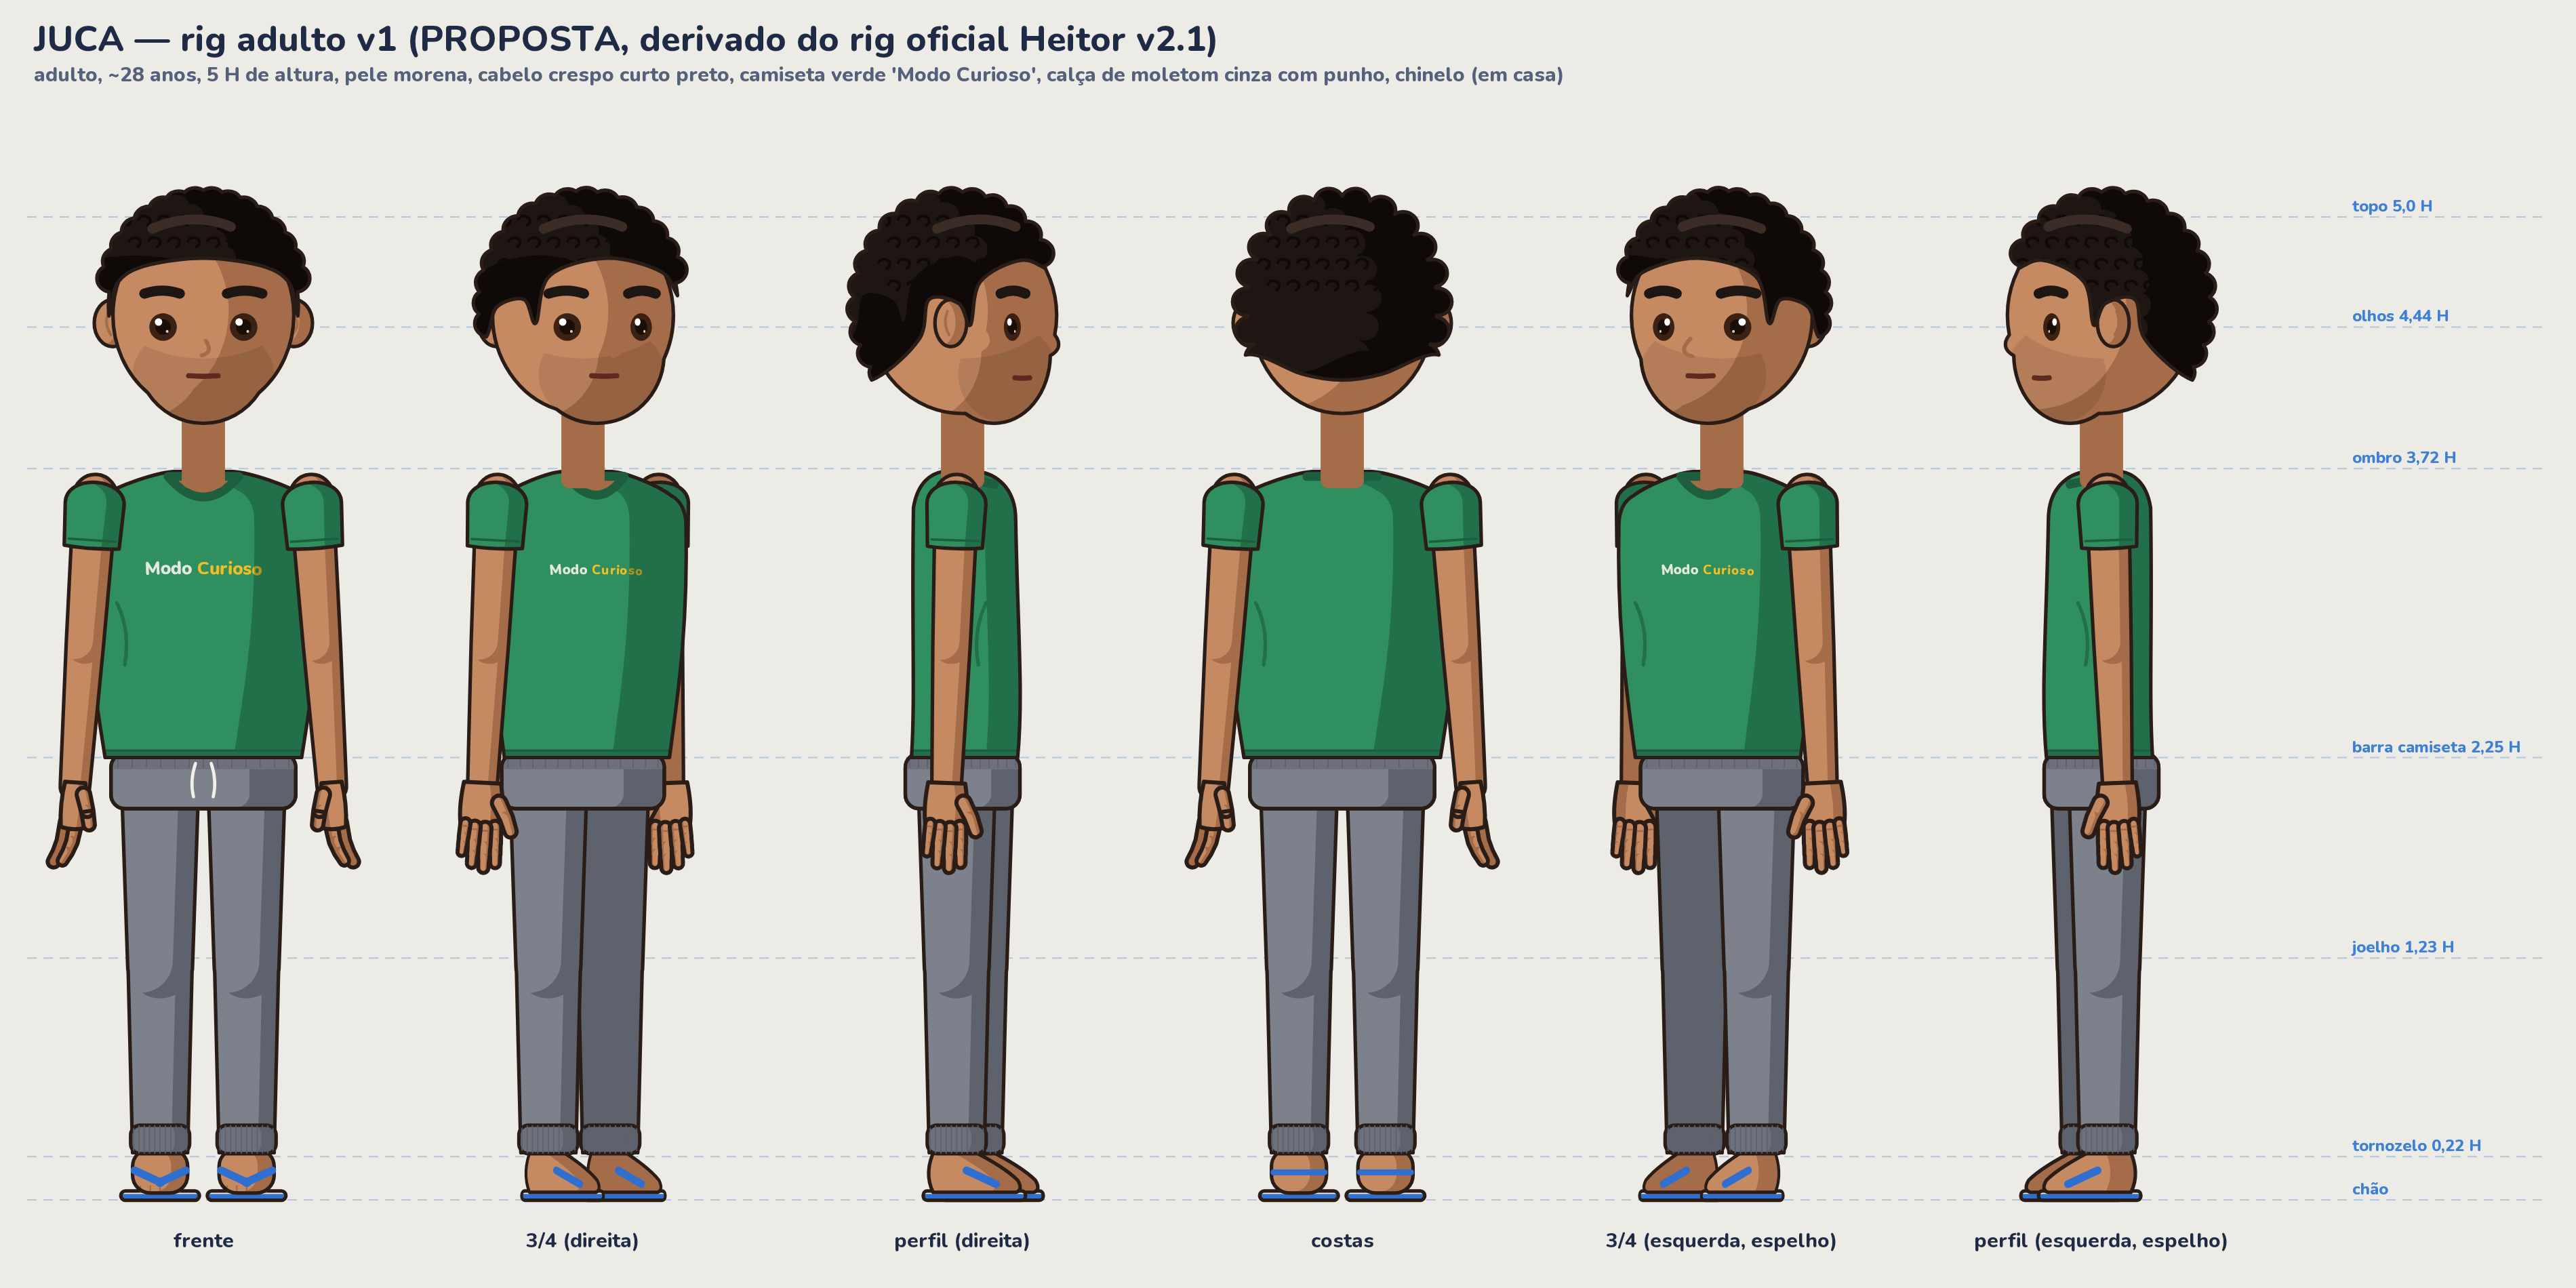 JUCA — rig adulto v1 (PROPOSTA, derivado do rig oficial Heitor v2.1)
adulto, ~28 anos, 5 H de altura, pele morena, cabelo crespo curto preto, camiseta verde 'Modo Curioso', calça de moletom cinza com punho, chinelo (em casa)
topo 5,0 H
olhos 4,44 H
ombro 3,72 H
Modo Curioso
Modo Curioso
Modo Curioso
barra camiseta 2,25 H
joelho 1,23 H
tornozelo 0,22 H
chão
frente
3/4 (direita)
perfil (direita)
costas
3/4 (esquerda, espelho)
perfil (esquerda, espelho)